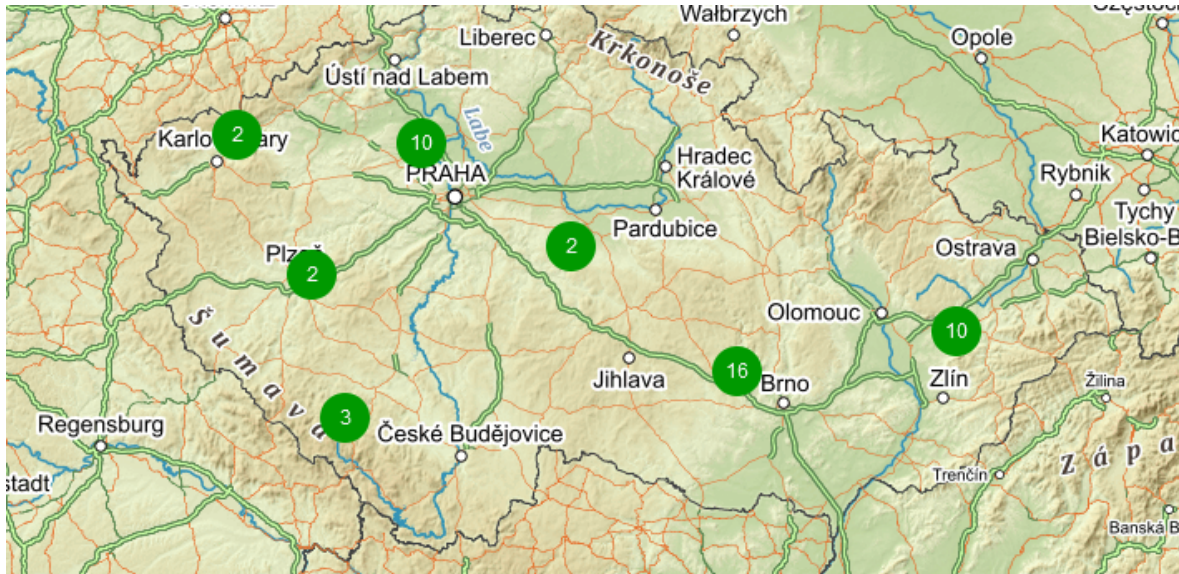 Wałbrzych
Liberec
Krkonoše
Opole
Ústí nad Labem
Labe
2
10
Katowic
Karlo
ary
PRAHA
Hradec
Králové
Rybnik
Pardubice
Tychy
2
Bielsko-B
Ostrava
Plzeň
2
Olomouc
10
Šumava
16
Jihlava
Brno
Zlín
Žilina
3
Regensburg
České Budějovice
Zápa
Trenčín
stadt
Banská B